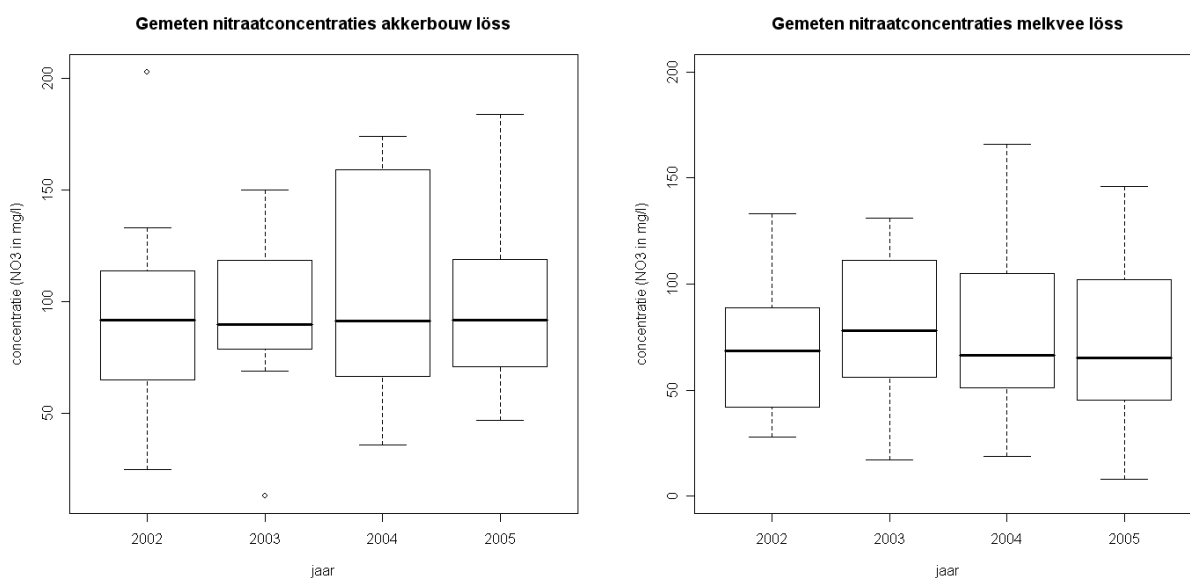 Gemeten nitraatconcentraties akkerbouw löss
concentratie (NO3 in mg/l)
200
150
100
50
2002 2003 2004 2005
jaar
Gemeten nitraatconcentraties melkvee löss
concentratie (NO3 in mg/l)
200
150
100
50
0
2002 2003 2004 2005
jaar